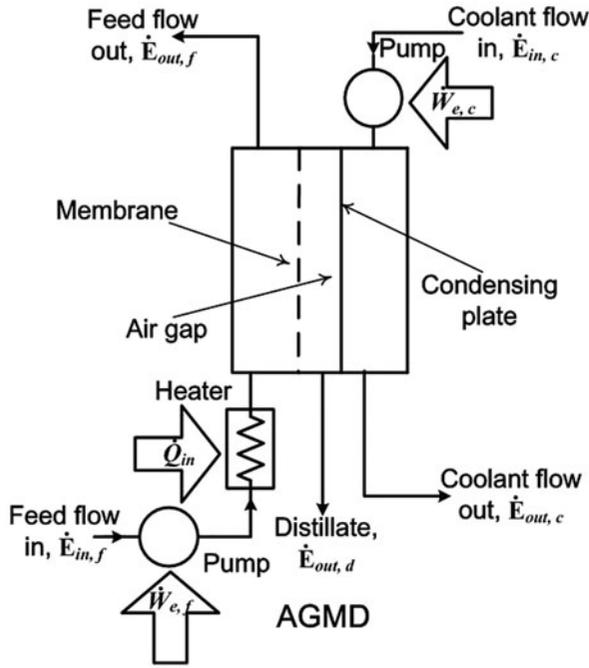 Feed flow
out, Ė_out,f
Coolant flow
in, Ė_in,c
Pump
Ẇ_e,c
Membrane
Air gap
Condensing
plate
Heater
Q̇_in
Feed flow
in, Ė_in,f
Pump
Ẇ_e,f
Distillate,
Ė_out,d
Coolant flow
out, Ė_out,c
AGMD